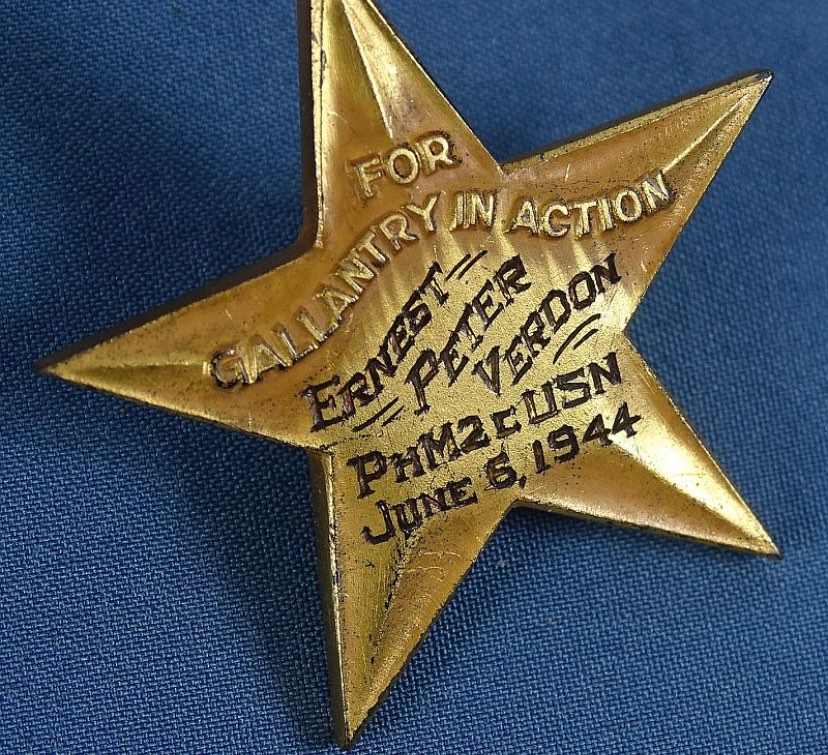 FOR
GALLANTRY IN ACTION
ERNEST
PETER
VERDON
PHM2C USN
JUNE 6, 1944